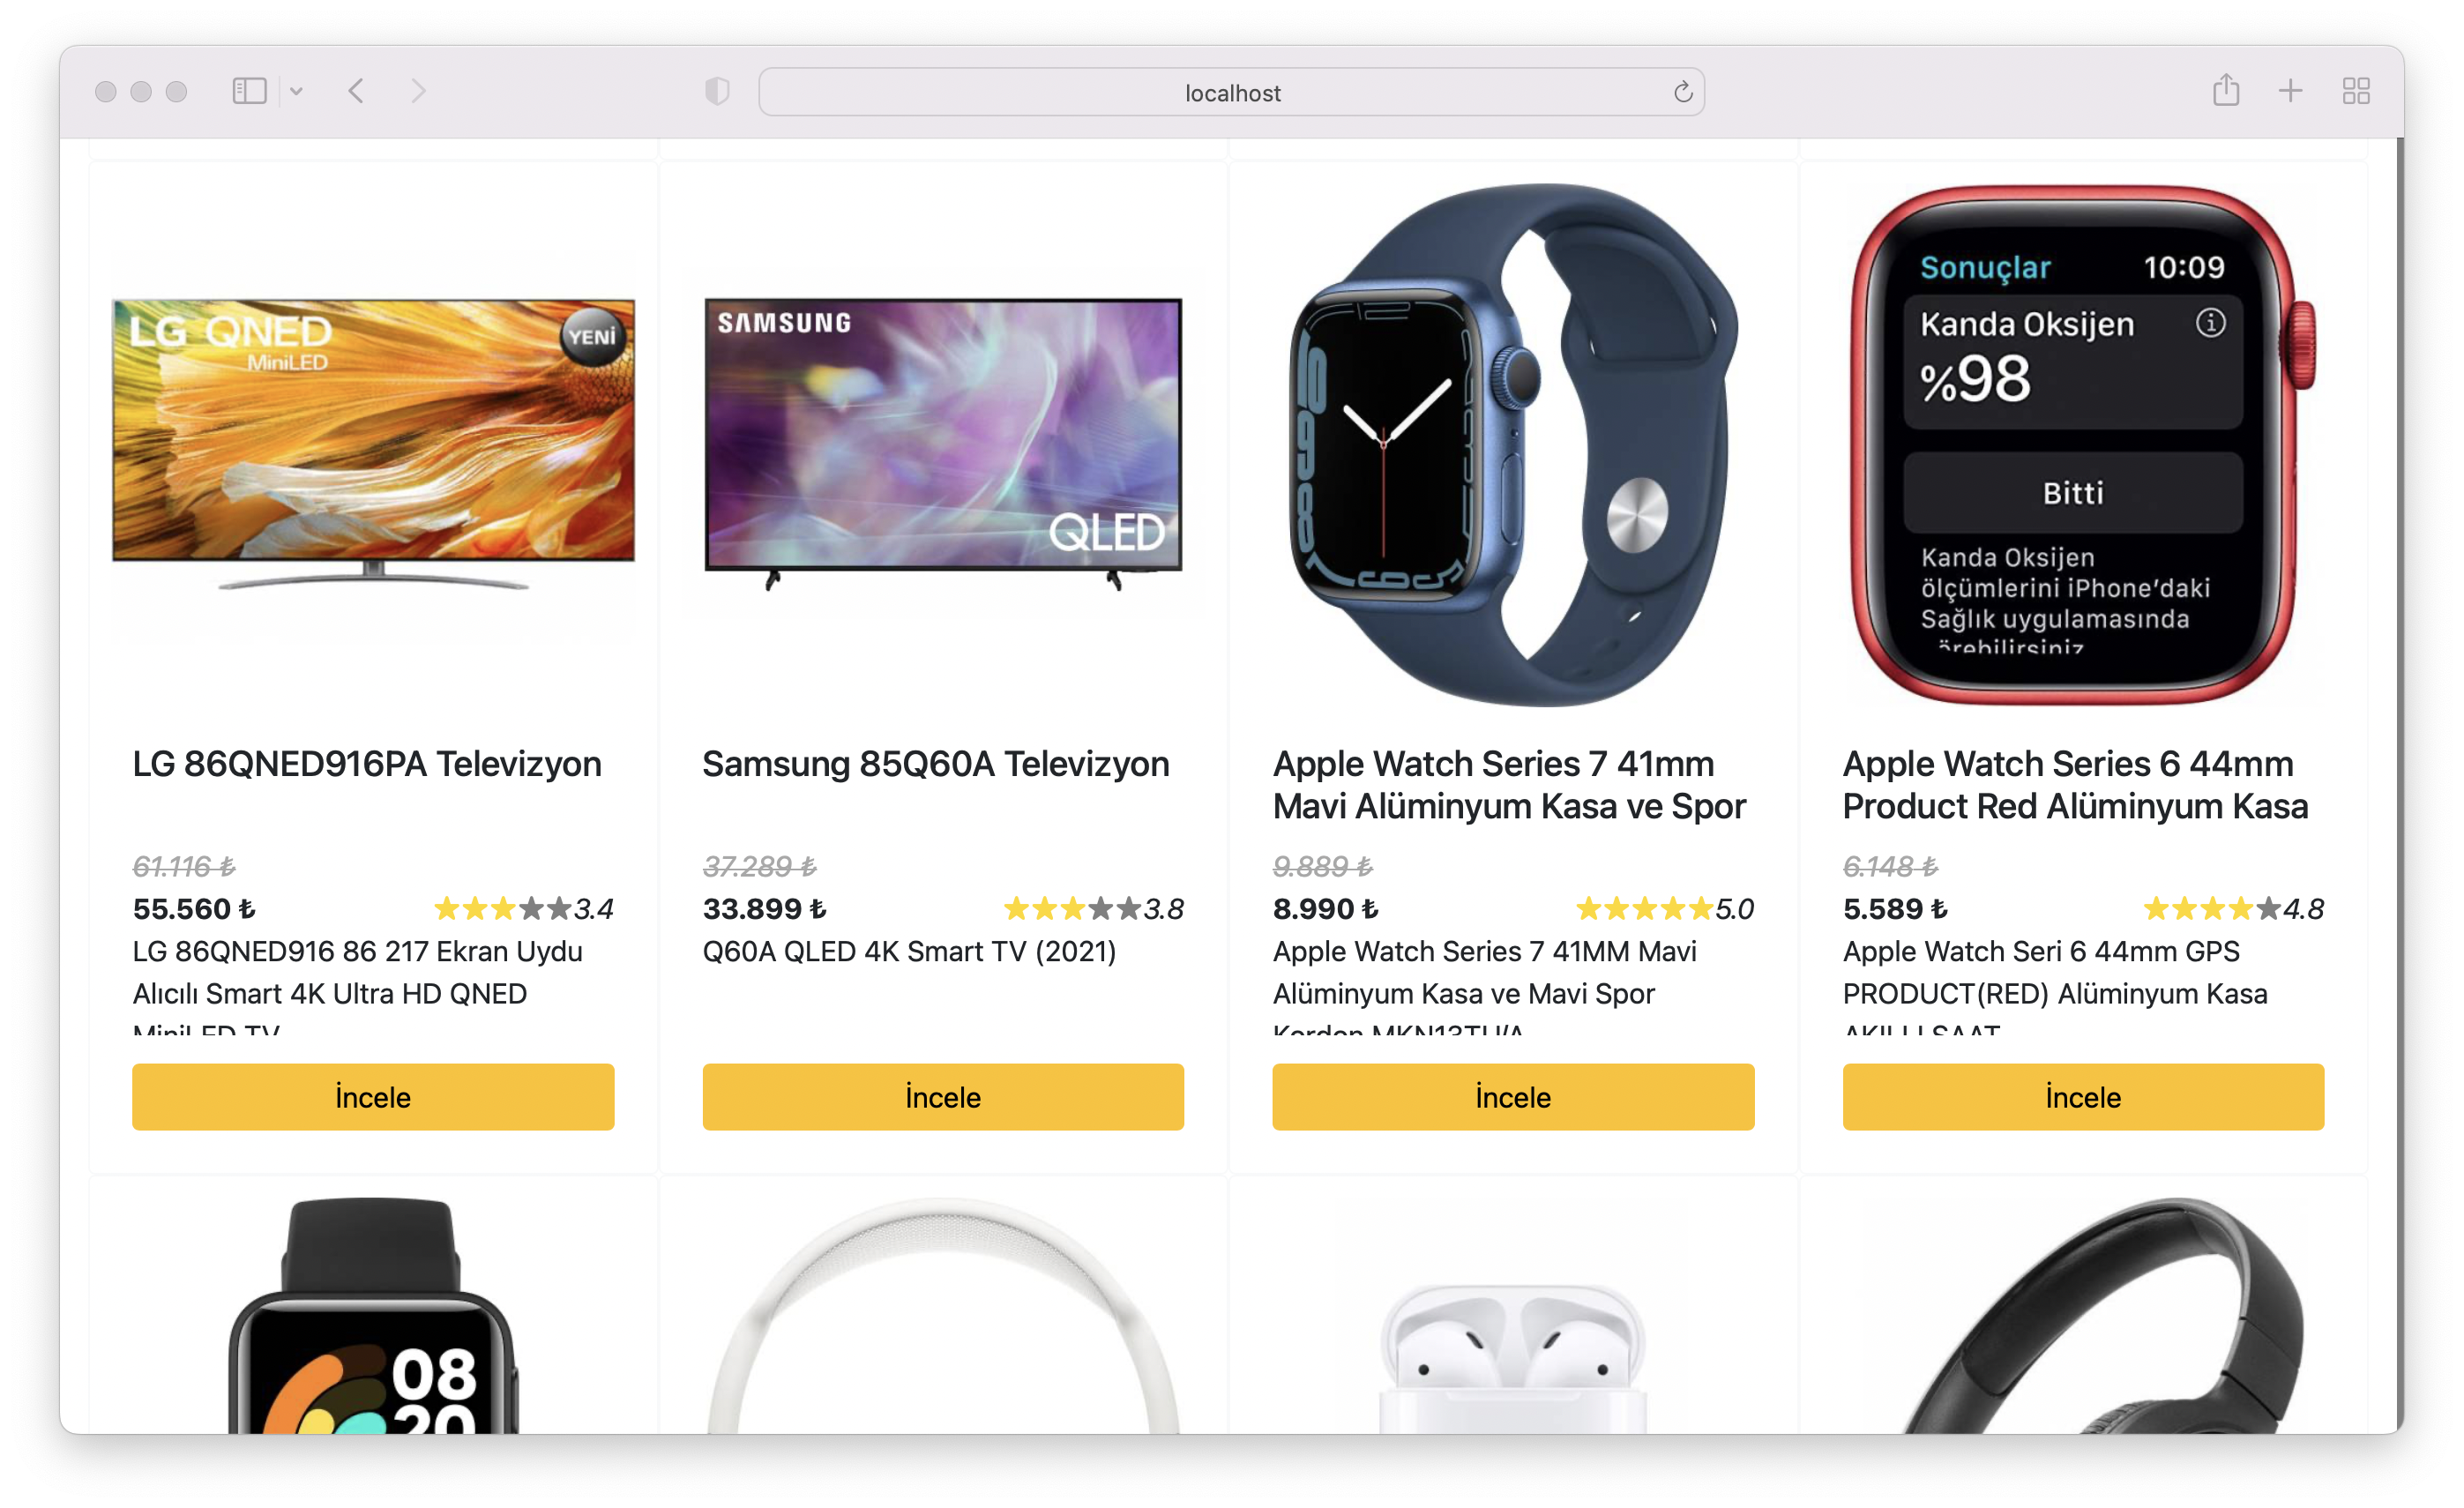 localhost
LG QNED
MiniLED
YENİ
SAMSUNG
QLED
Sonuçlar 10:09
Kanda Oksijen
%98
Bitti
Kanda Oksijen
ölçümlerini iPhone'daki
Sağlık uygulamasında
LG 86QNED916PA Televizyon
61.116 ₺
55.560 ₺ 3.4
LG 86QNED916 86 217 Ekran Uydu
Alıcılı Smart 4K Ultra HD QNED
MiniLED TV
İncele
Samsung 85Q60A Televizyon
37.289 ₺
33.899 ₺ 3.8
Q60A QLED 4K Smart TV (2021)
İncele
Apple Watch Series 7 41mm
Mavi Alüminyum Kasa ve Spor
9.889 ₺
8.990 ₺ 5.0
Apple Watch Series 7 41MM Mavi
Alüminyum Kasa ve Mavi Spor
Kordon MKN13TU/A
İncele
Apple Watch Series 6 44mm
Product Red Alüminyum Kasa
6.148 ₺
5.589 ₺ 4.8
Apple Watch Seri 6 44mm GPS
PRODUCT(RED) Alüminyum Kasa
AKILLI SAAT
İncele
08
20